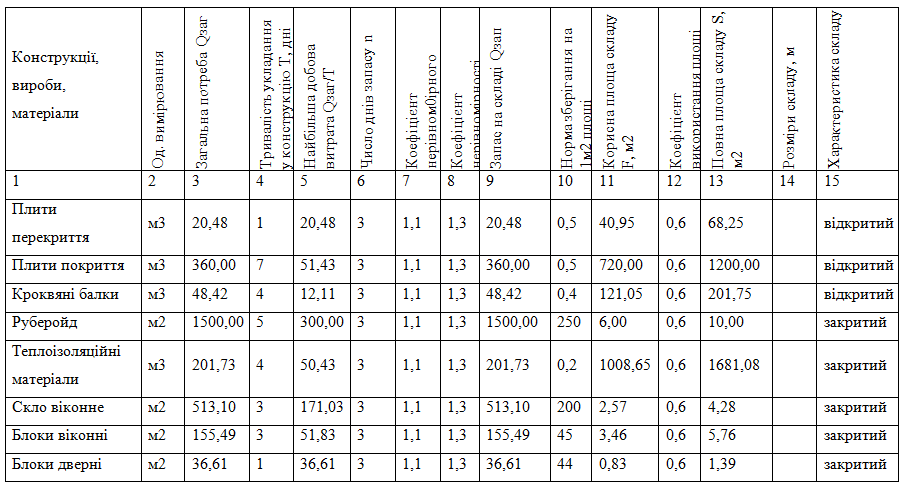 Конструкції,
вироби,
матеріали
Од. вимірювання
Загальна потреба Qзаг
Тривалість укладання
у конструкцію Т, дні
Найбільша добова
витрата Qзаг/Т
Число днів запасу n
Коефіцієнт
нерівномбірного
Коефіцієнт
нерівномірності
Запас на складі Qзап
Норма зберігання на
1м2 площі
Корисна площа складу
F, м2
Коефіцієнт
використання площі
Повна площа складу S,
м2
Розміри складу, м
Характеристика складу
1 2 3 4 5 6 7 8 9 10 11 12 13 14 15
Плити
перекриття
м3 20,48 1 20,48 3 1,1 1,3 20,48 0,5 40,95 0,6 68,25 відкритий
Плити покриття м3 360,00 7 51,43 3 1,1 1,3 360,00 0,5 720,00 0,6 1200,00 відкритий
Кроквяні балки м3 48,42 4 12,11 3 1,1 1,3 48,42 0,4 121,05 0,6 201,75 відкритий
Руберойд м2 1500,00 5 300,00 3 1,1 1,3 1500,00 250 6,00 0,6 10,00 закритий
Теплоізоляційні
матеріали
м3 201,73 4 50,43 3 1,1 1,3 201,73 0,2 1008,65 0,6 1681,08 закритий
Скло віконне м2 513,10 3 171,03 3 1,1 1,3 513,10 200 2,57 0,6 4,28 закритий
Блоки віконні м2 155,49 3 51,83 3 1,1 1,3 155,49 45 3,46 0,6 5,76 закритий
Блоки дверні м2 36,61 1 36,61 3 1,1 1,3 36,61 44 0,83 0,6 1,39 закритий